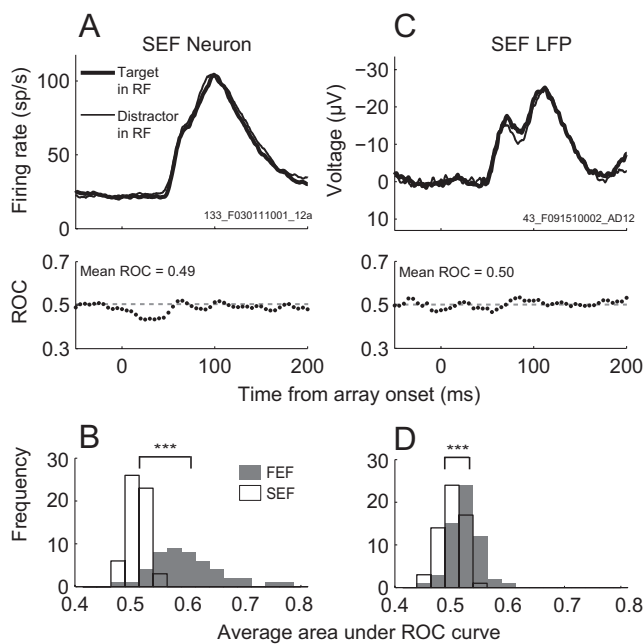 A
SEF Neuron
Firing rate (sp/s)
100
50
0
Target
in RF
Distractor
in RF
133_F030111001_12a
ROC
0.7
0.5
0.3
Mean ROC = 0.49
0
100
200
C
SEF LFP
Voltage (μV)
−30
−20
−10
0
10
43_F091510002_AD12
0.7
0.5
0.3
Mean ROC = 0.50
0
100
200
Time from array onset (ms)
B
Frequency
30
20
10
0
***
FEF
SEF
0.4
0.5
0.6
0.7
0.8
D
30
20
10
0
***
0.4
0.5
0.6
0.7
0.8
Average area under ROC curve